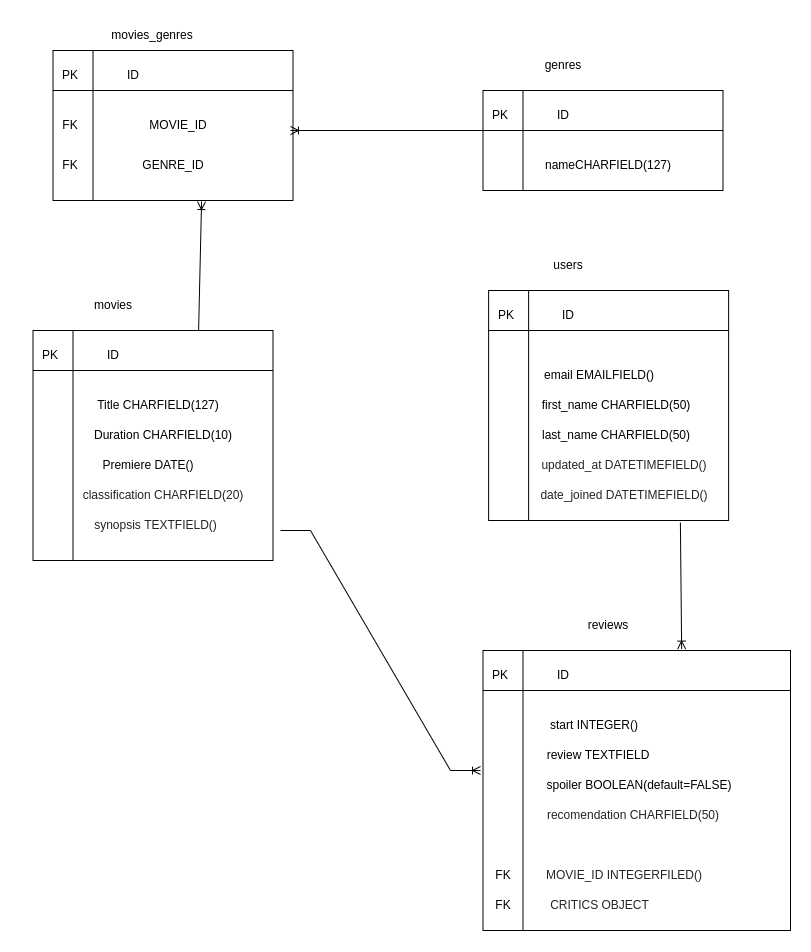 movies_genres
PK ID
FK MOVIE_ID
FK GENRE_ID
genres
PK ID
nameCHARFIELD(127)
movies
PK ID
Title CHARFIELD(127)
Duration CHARFIELD(10)
Premiere DATE()
classification CHARFIELD(20)
synopsis TEXTFIELD()
users
PK ID
email EMAILFIELD()
first_name CHARFIELD(50)
last_name CHARFIELD(50)
updated_at DATETIMEFIELD()
date_joined DATETIMEFIELD()
reviews
PK ID
start INTEGER()
review TEXTFIELD
spoiler BOOLEAN(default=FALSE)
recomendation CHARFIELD(50)
FK MOVIE_ID INTEGERFILED()
FK CRITICS OBJECT